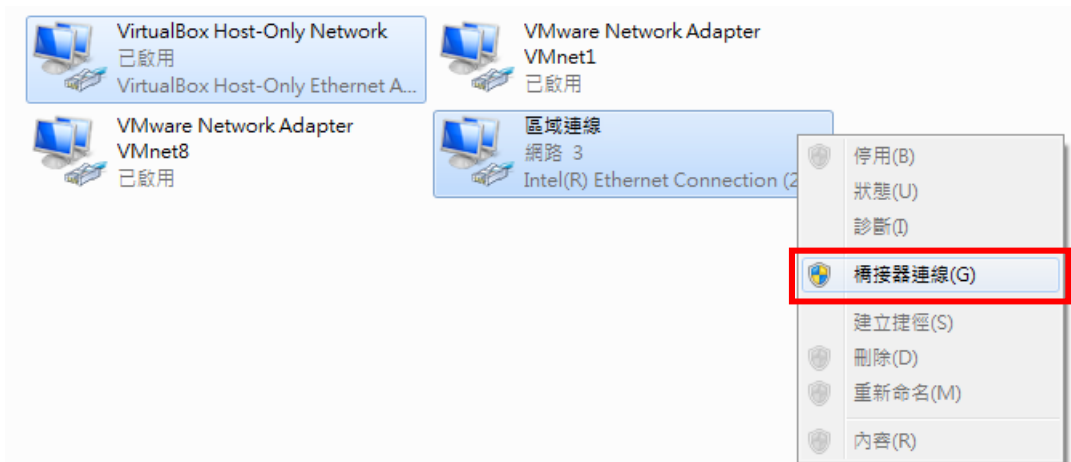 VirtualBox Host-Only Network
已啟用
VirtualBox Host-Only Ethernet A...
VMware Network Adapter
VMnet1
已啟用
VMware Network Adapter
VMnet8
已啟用
區域連線
網路 3
Intel(R) Ethernet Connection (2
停用(B)
狀態(U)
診斷(I)
橋接器連線(G)
建立捷徑(S)
刪除(D)
重新命名(M)
內容(R)